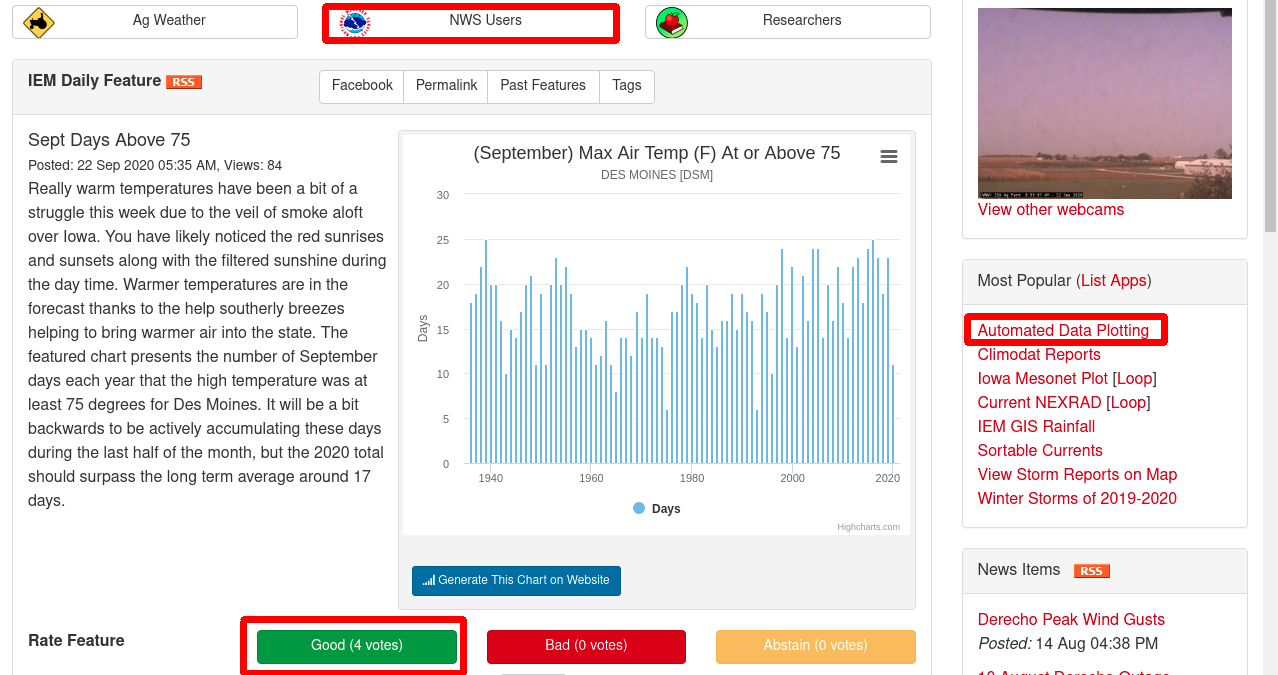 Ag Weather
NWS Users
Researchers
IEM Daily Feature RSS
Facebook
Permalink
Past Features
Tags
Sept Days Above 75
Posted: 22 Sep 2020 05:35 AM, Views: 84
Really warm temperatures have been a bit of a
struggle this week due to the veil of smoke aloft
over Iowa. You have likely noticed the red sunrises
and sunsets along with the filtered sunshine during
the day time. Warmer temperatures are in the
forecast thanks to the help southerly breezes
helping to bring warmer air into the state. The
featured chart presents the number of September
days each year that the high temperature was at
least 75 degrees for Des Moines. It will be a bit
backwards to be actively accumulating these days
during the last half of the month, but the 2020 total
should surpass the long term average around 17
days.
(September) Max Air Temp (F) At or Above 75
DES MOINES [DSM]
Days
30
25
20
15
10
5
0
1940
1960
1980
2000
2020
Days
Highcharts.com
Generate This Chart on Website
Rate Feature
Good (4 votes)
Bad (0 votes)
Abstain (0 votes)
View other webcams
Most Popular (List Apps)
Automated Data Plotting
Climodat Reports
Iowa Mesonet Plot [Loop]
Current NEXRAD [Loop]
IEM GIS Rainfall
Sortable Currents
View Storm Reports on Map
Winter Storms of 2019-2020
News Items RSS
Derecho Peak Wind Gusts
Posted: 14 Aug 04:38 PM